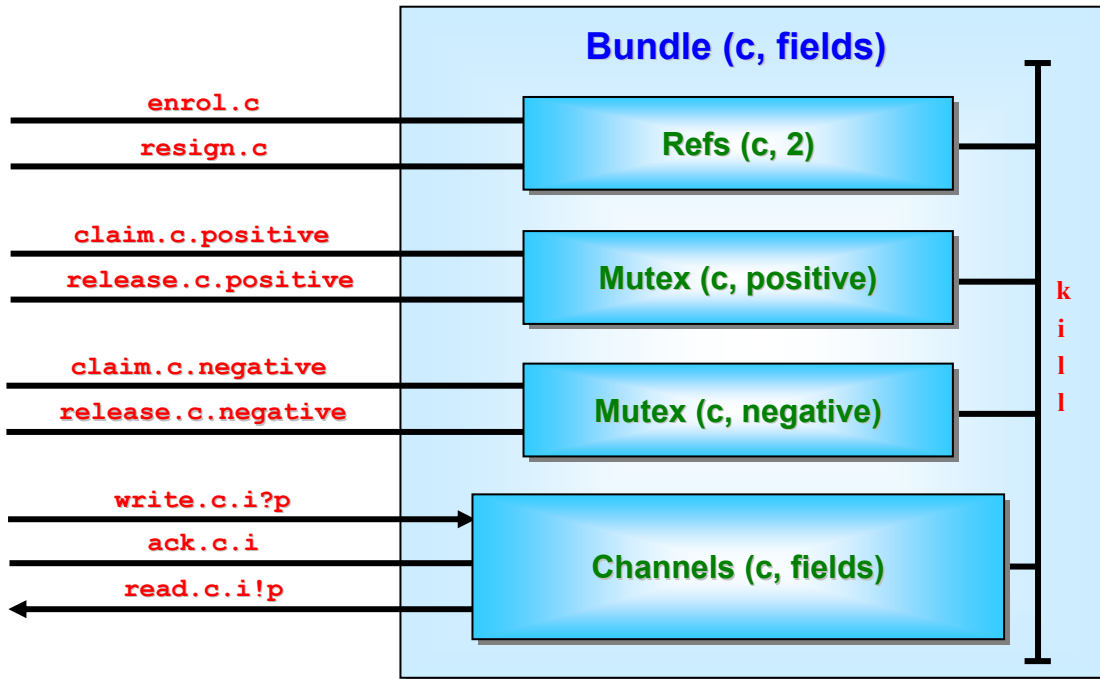 Bundle (c, fields)
enrol.c
resign.c
Refs (c, 2)
claim.c.positive
release.c.positive
Mutex (c, positive)
claim.c.negative
release.c.negative
Mutex (c, negative)
write.c.i?p
ack.c.i
read.c.i!p
Channels (c, fields)
k
i
l
l